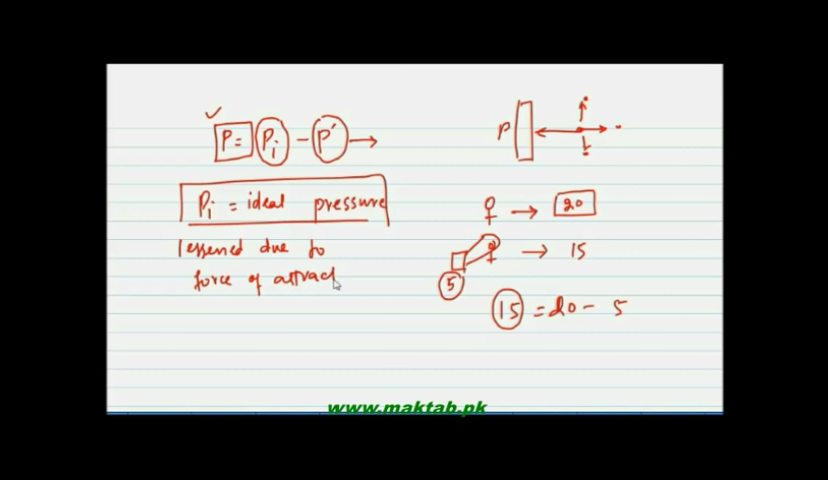 P = Pi - P' →
Pi = ideal pressure
lessened due to
force of attract
P
→ 20
→ 15
5
15 = 20 - 5
www.maktab.pk